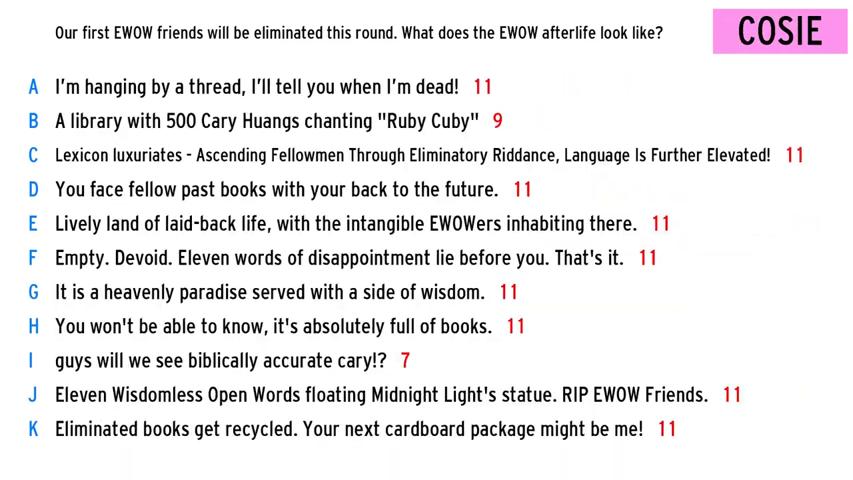 Our first EWOW friends will be eliminated this round. What does the EWOW afterlife look like?
COSIE
A I'm hanging by a thread, I'll tell you when I'm dead! 11
B A library with 500 Cary Huangs chanting "Ruby Cuby" 9
C Lexicon luxuriates - Ascending Fellowmen Through Eliminatory Riddance, Language Is Further Elevated! 11
D You face fellow past books with your back to the future. 11
E Lively land of laid-back life, with the intangible EWOWers inhabiting there. 11
F Empty. Devoid. Eleven words of disappointment lie before you. That's it. 11
G It is a heavenly paradise served with a side of wisdom. 11
H You won't be able to know, it's absolutely full of books. 11
I guys will we see biblically accurate cary!? 7
J Eleven Wisdomless Open Words floating Midnight Light's statue. RIP EWOW Friends. 11
K Eliminated books get recycled. Your next cardboard package might be me! 11